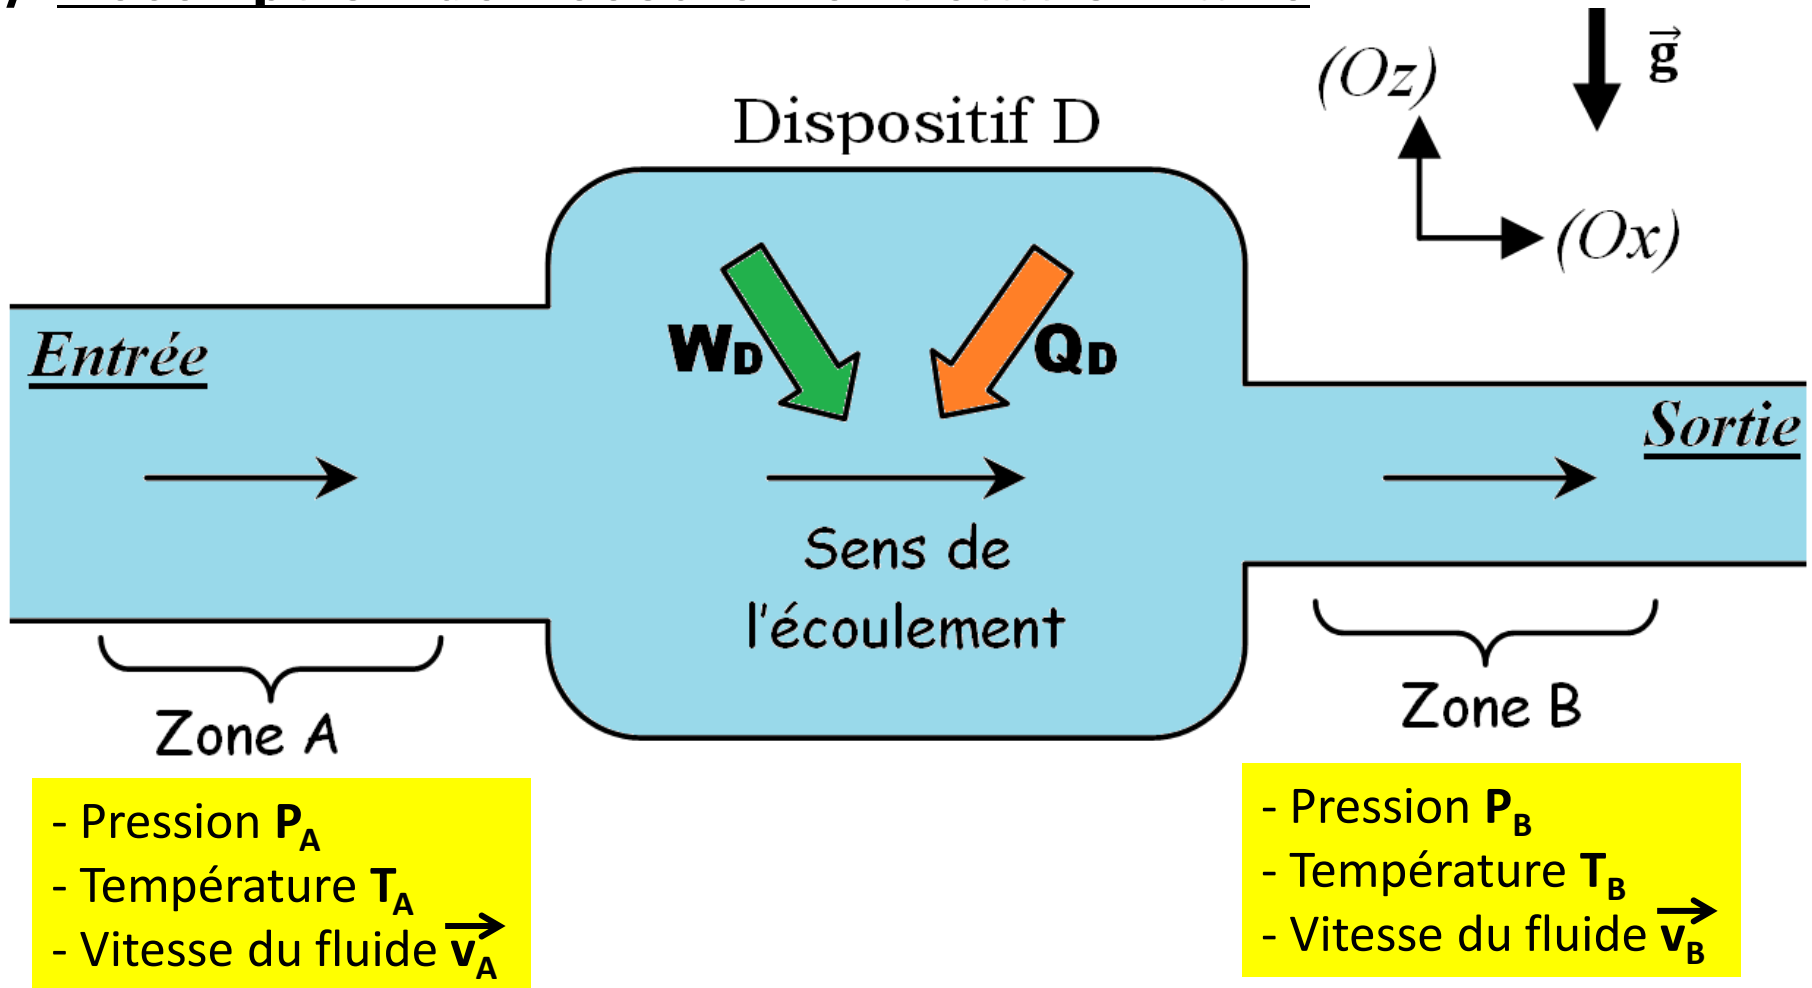 Dispositif D
(Oz)
g
(Ox)
Entrée
WD
QD
Sortie
Sens de
l'écoulement
Zone A
Zone B
- Pression PA
- Température TA
- Vitesse du fluide vA
- Pression PB
- Température TB
- Vitesse du fluide vB